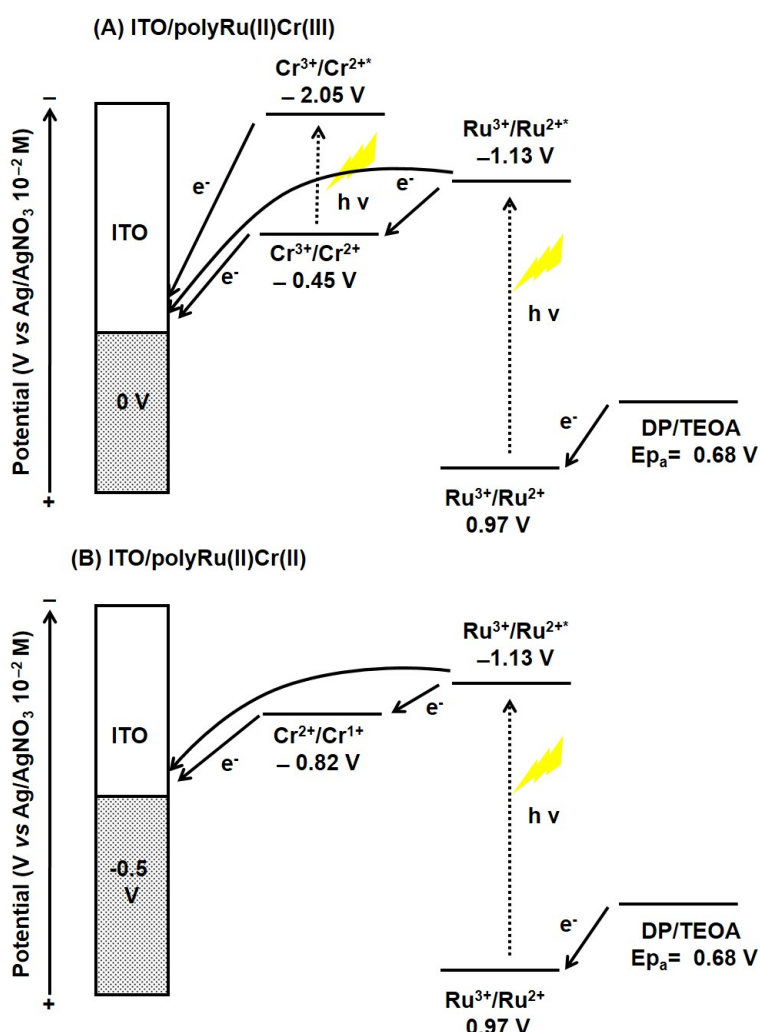 (A) ITO/polyRu(II)Cr(III)
Cr³⁺/Cr²⁺*
– 2.05 V
Ru³⁺/Ru²⁺*
–1.13 V
e⁻
e⁻
h ν
ITO
Cr³⁺/Cr²⁺
– 0.45 V
e⁻
h ν
0 V
e⁻
DP/TEOA
Epₐ= 0.68 V
Ru³⁺/Ru²⁺
0.97 V
–
Potential (V vs Ag/AgNO₃ 10⁻² M)
+
(B) ITO/polyRu(II)Cr(II)
Ru³⁺/Ru²⁺*
–1.13 V
e⁻
ITO
Cr²⁺/Cr¹⁺
– 0.82 V
e⁻
h ν
-0.5
V
e⁻
DP/TEOA
Epₐ= 0.68 V
Ru³⁺/Ru²⁺
0.97 V
–
Potential (V vs Ag/AgNO₃ 10⁻² M)
+